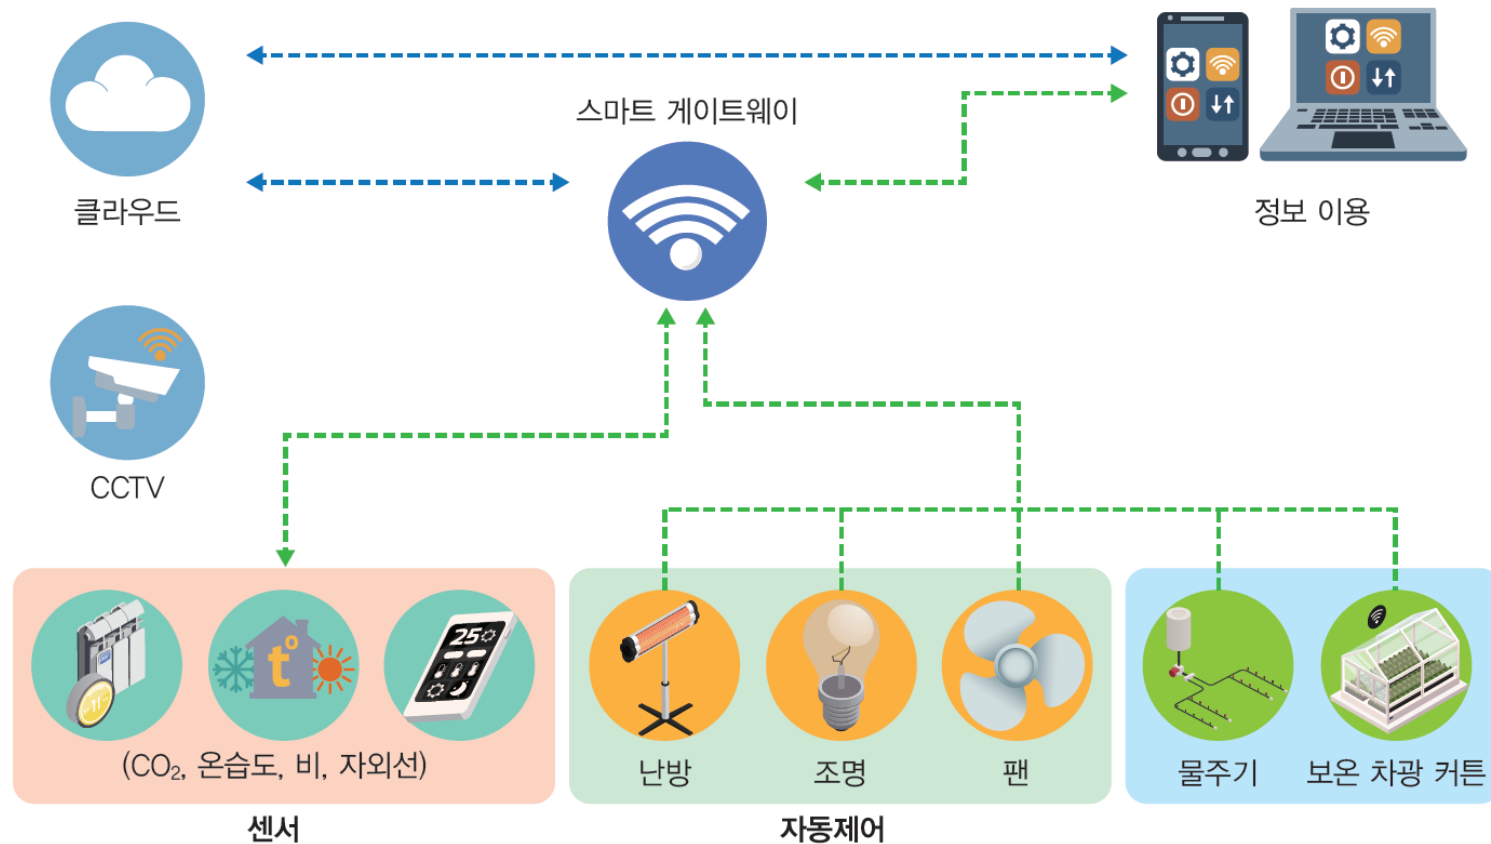 스마트 게이트웨이
클라우드
정보 이용
CCTV
25
t°
(CO₂, 온습도, 비, 자외선)
난방
조명
팬
물주기
보온 차광 커튼
센서
자동제어